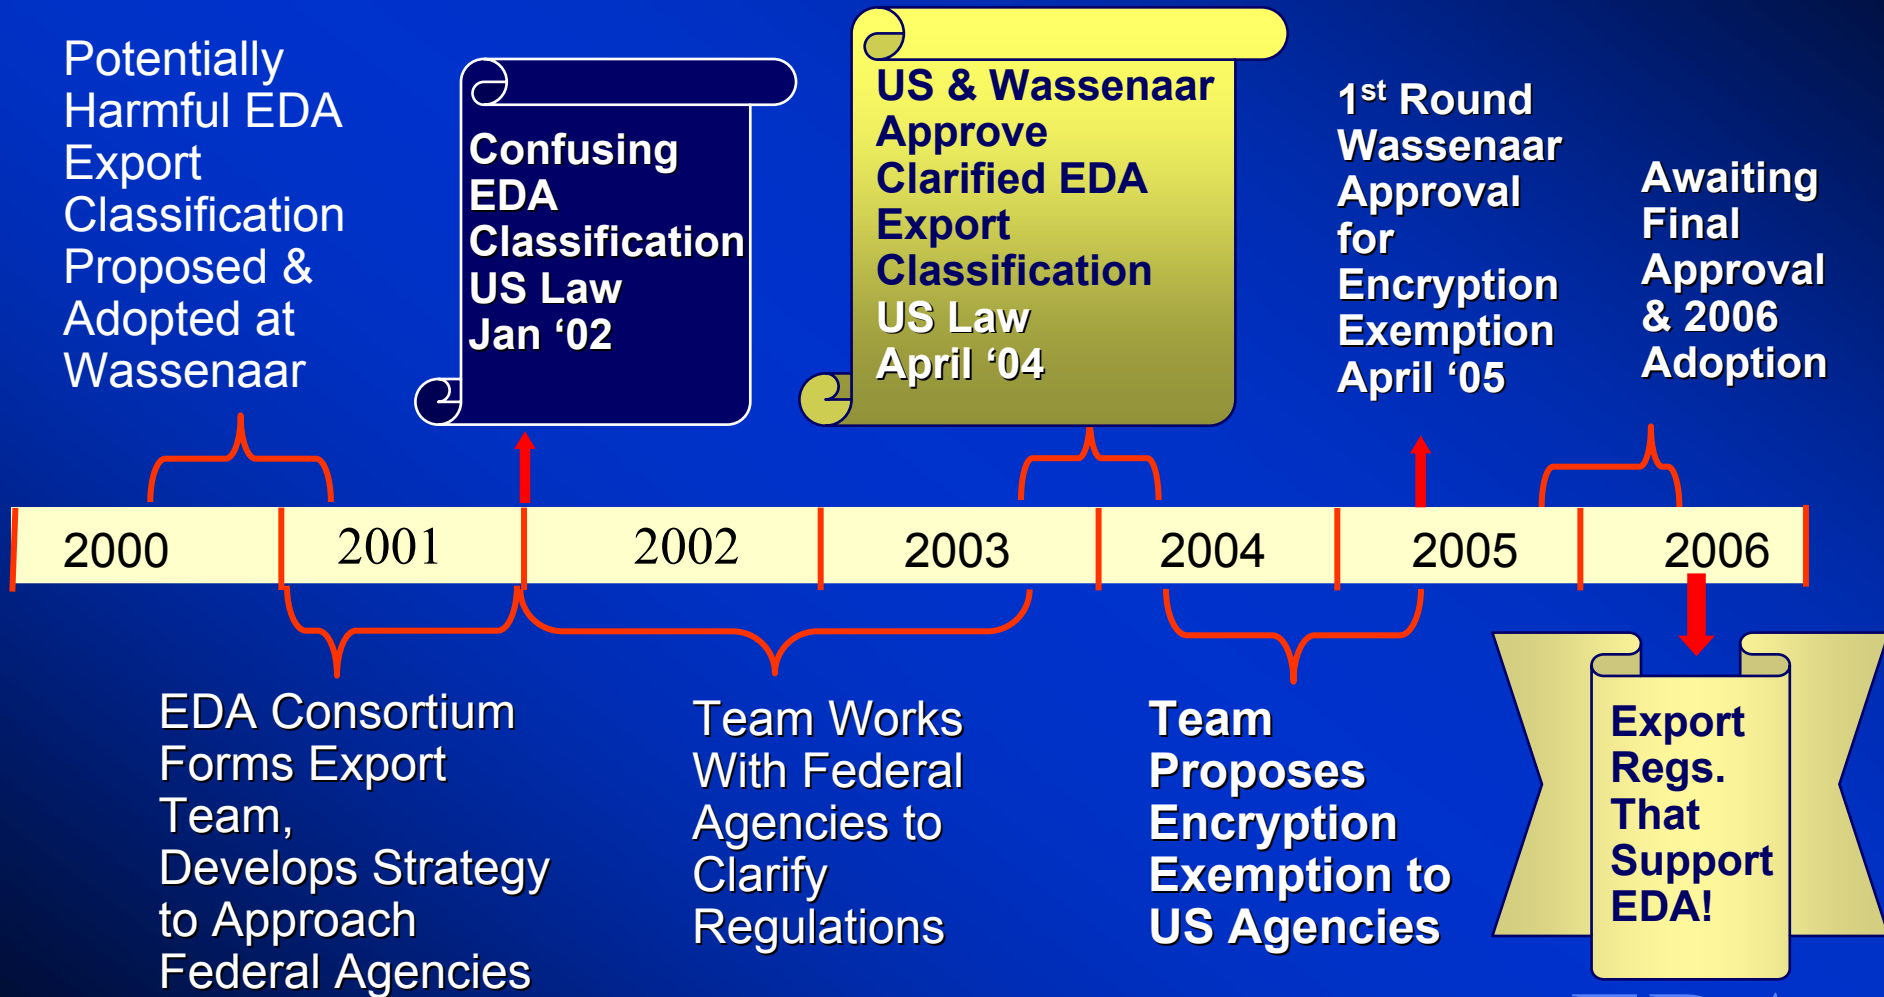 Potentially
Harmful EDA
Export
Classification
Proposed &
Adopted at
Wassenaar
Confusing
EDA
Classification
US Law
Jan ‘02
US & Wassenaar
Approve
Clarified EDA
Export
Classification
US Law
April ‘04
1st Round
Wassenaar
Approval
for
Encryption
Exemption
April ‘05
Awaiting
Final
Approval
& 2006
Adoption
2000 2001 2002 2003 2004 2005 2006
EDA Consortium
Forms Export
Team,
Develops Strategy
to Approach
Federal Agencies
Team Works
With Federal
Agencies to
Clarify
Regulations
Team
Proposes
Encryption
Exemption to
US Agencies
Export
Regs.
That
Support
EDA!